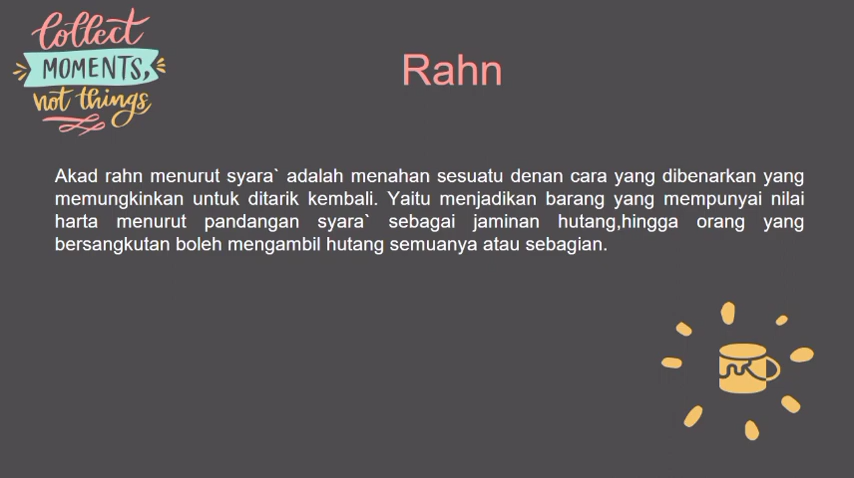 Collect
MOMENTS,
not things
Rahn
Akad rahn menurut syara` adalah menahan sesuatu denan cara yang dibenarkan yang
memungkinkan untuk ditarik kembali. Yaitu menjadikan barang yang mempunyai nilai
harta menurut pandangan syara` sebagai jaminan hutang,hingga orang yang
bersangkutan boleh mengambil hutang semuanya atau sebagian.